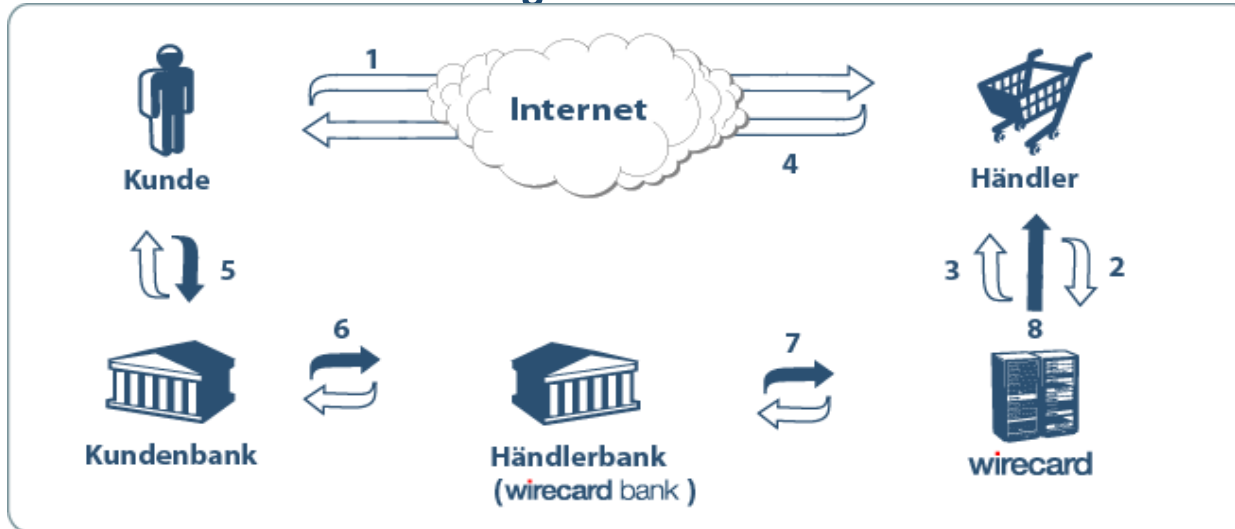 1
Internet
4
Kunde
Händler
5
3
2
6
7
8
Kundenbank
Händlerbank
(wirecard bank )
wirecard